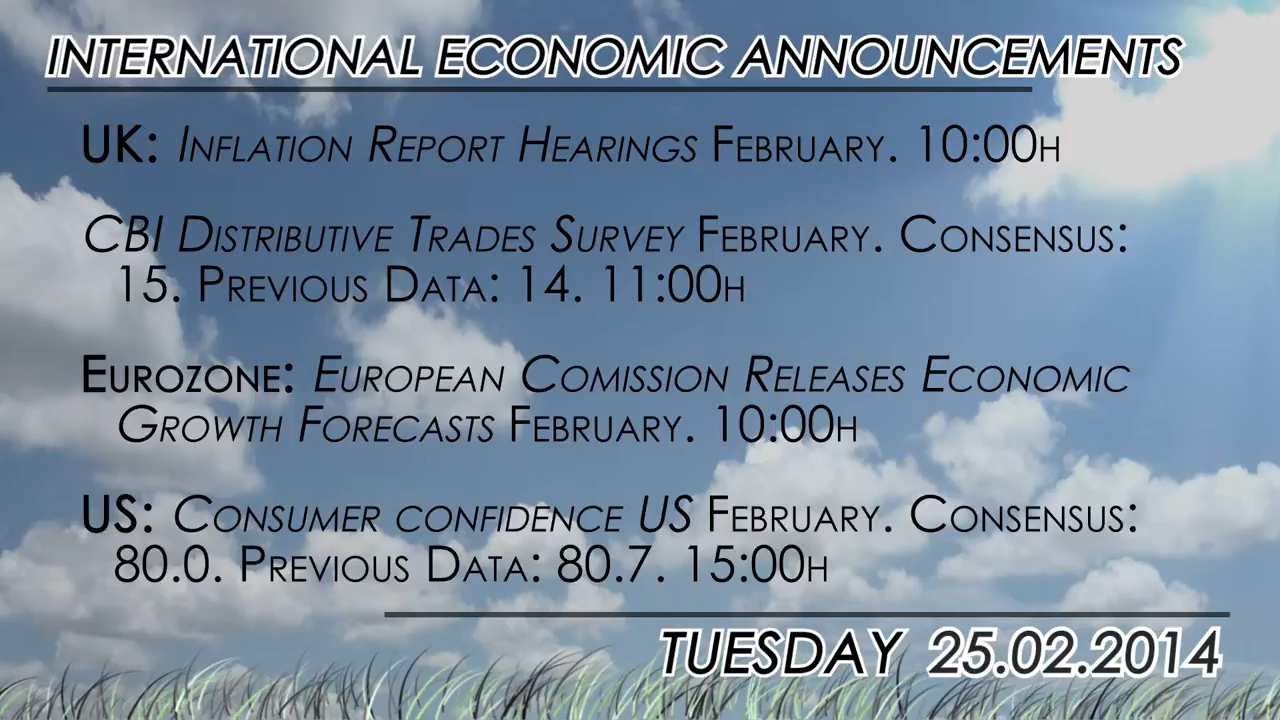 INTERNATIONAL ECONOMIC ANNOUNCEMENTS
UK: INFLATION REPORT HEARINGS FEBRUARY. 10:00H
CBI DISTRIBUTIVE TRADES SURVEY FEBRUARY. CONSENSUS:
15. PREVIOUS DATA: 14. 11:00H
EUROZONE: EUROPEAN COMISSION RELEASES ECONOMIC
GROWTH FORECASTS FEBRUARY. 10:00H
US: CONSUMER CONFIDENCE US FEBRUARY. CONSENSUS:
80.0. PREVIOUS DATA: 80.7. 15:00H
TUESDAY 25.02.2014